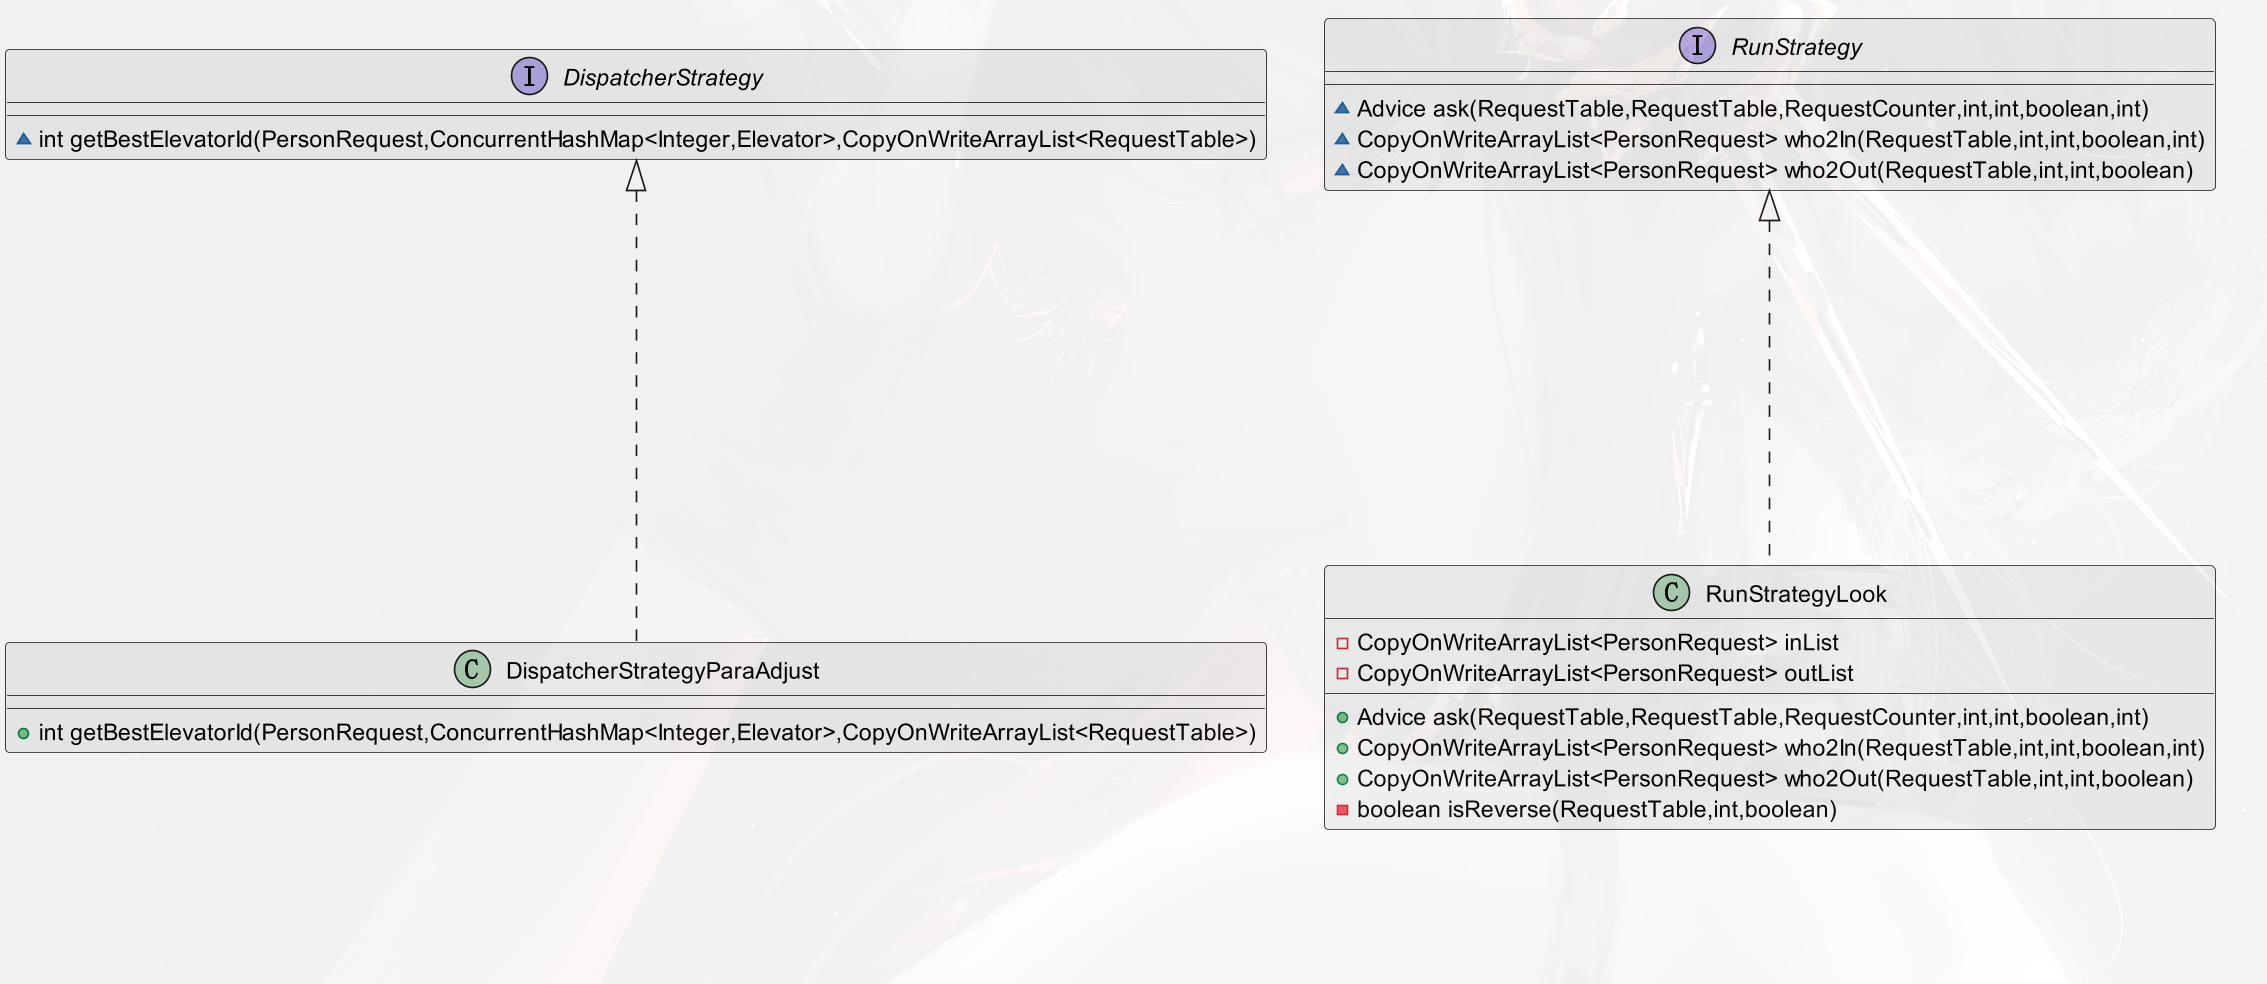 I DispatcherStrategy
int getBestElevatorId(PersonRequest,ConcurrentHashMap<Integer,Elevator>,CopyOnWriteArrayList<RequestTable>)
I RunStrategy
Advice ask(RequestTable,RequestTable,RequestCounter,int,int,boolean,int)
CopyOnWriteArrayList<PersonRequest> who2In(RequestTable,int,int,boolean,int)
CopyOnWriteArrayList<PersonRequest> who2Out(RequestTable,int,int,boolean)
C DispatcherStrategyParaAdjust
int getBestElevatorId(PersonRequest,ConcurrentHashMap<Integer,Elevator>,CopyOnWriteArrayList<RequestTable>)
C RunStrategyLook
CopyOnWriteArrayList<PersonRequest> inList
CopyOnWriteArrayList<PersonRequest> outList
Advice ask(RequestTable,RequestTable,RequestCounter,int,int,boolean,int)
CopyOnWriteArrayList<PersonRequest> who2In(RequestTable,int,int,boolean,int)
CopyOnWriteArrayList<PersonRequest> who2Out(RequestTable,int,int,boolean)
boolean isReverse(RequestTable,int,boolean)